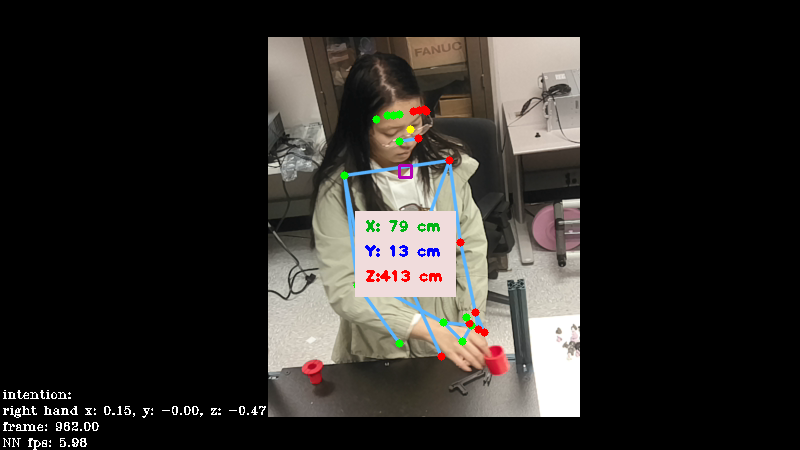 FANUC
X: 79 cm
Y: 13 cm
Z:413 cm
intention:
right hand x: 0.15, y: -0.00, z: -0.47
frame: 962.00
NN fps: 5.98